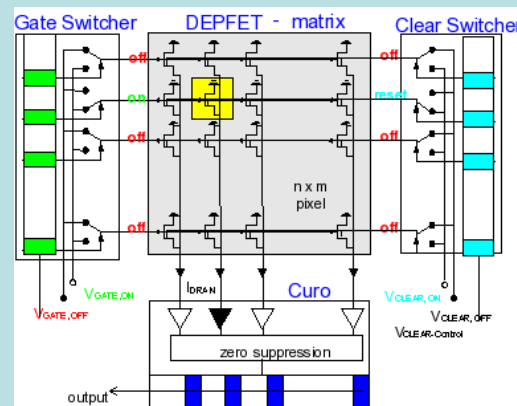 Gate Switcher
DEPFET - matrix
Clear Switcher
off
off
on
reset
off
off
n x m
pixel
off
off
IDRAIN
Curo
VGATE,ON
VGATE,OFF
VCLEAR,ON
VCLEAR,OFF
VCLEAR-Control
zero suppression
output